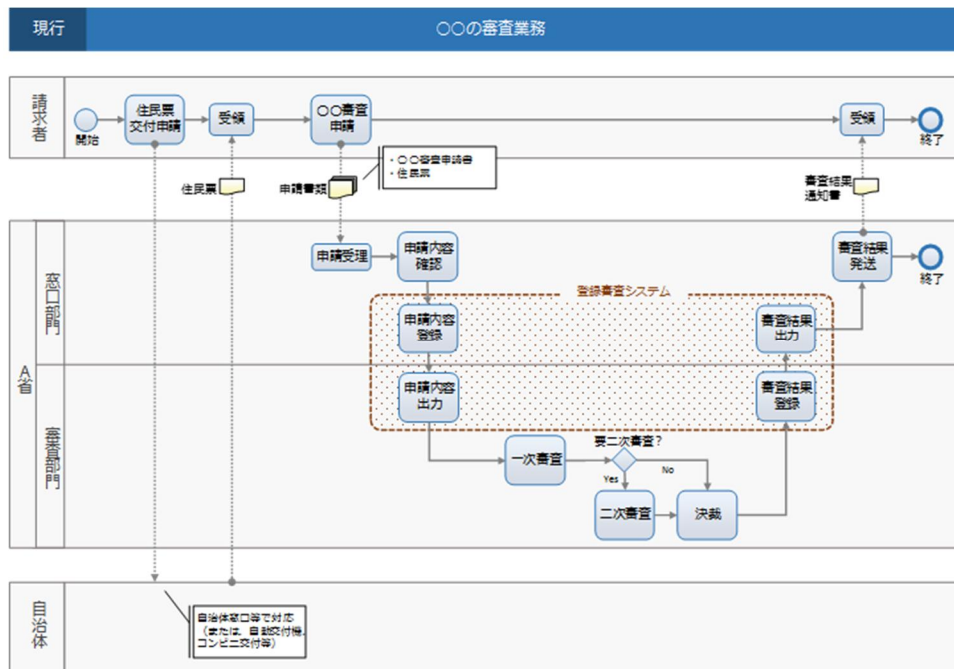 現行
〇〇の審査業務
請求者
開始
住民票
交付申請
受領
〇〇審査
申請
受領
終了
住民票
申請書類
・〇〇審査申請書
・住民票
審査結果
通知書
A省
窓口部門
申請受理
申請内容
確認
審査結果
発送
終了
登録審査システム
申請内容
登録
審査結果
出力
審査部門
申請内容
出力
審査結果
登録
一次審査
要二次審査？
Yes
No
二次審査
決裁
自治体
自治体窓口等で対応
（または、自動交付機、
コンビニ交付等）